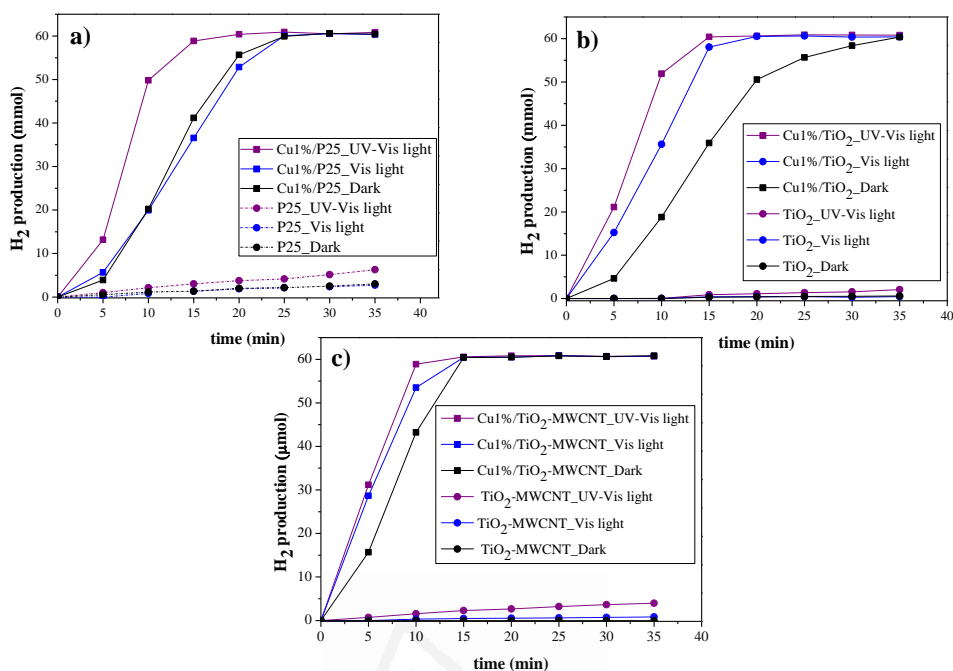 a)
H2 production (mmol)
60
50
40
30
20
10
0
Cu1%/P25_UV-Vis light
Cu1%/P25_Vis light
Cu1%/P25_Dark
P25_UV-Vis light
P25_Vis light
P25_Dark
0 5 10 15 20 25 30 35 40
time (min)
b)
H2 production (mmol)
60
50
40
30
20
10
0
Cu1%/TiO2_UV-Vis light
Cu1%/TiO2_Vis light
Cu1%/TiO2_Dark
TiO2_UV-Vis light
TiO2_Vis light
TiO2_Dark
0 5 10 15 20 25 30 35 40
time (min)
c)
H2 production (μmol)
60
50
40
30
20
10
0
Cu1%/TiO2-MWCNT_UV-Vis light
Cu1%/TiO2-MWCNT_Vis light
Cu1%/TiO2-MWCNT_Dark
TiO2-MWCNT_UV-Vis light
TiO2-MWCNT_Vis light
TiO2-MWCNT_Dark
0 5 10 15 20 25 30 35 40
time (min)